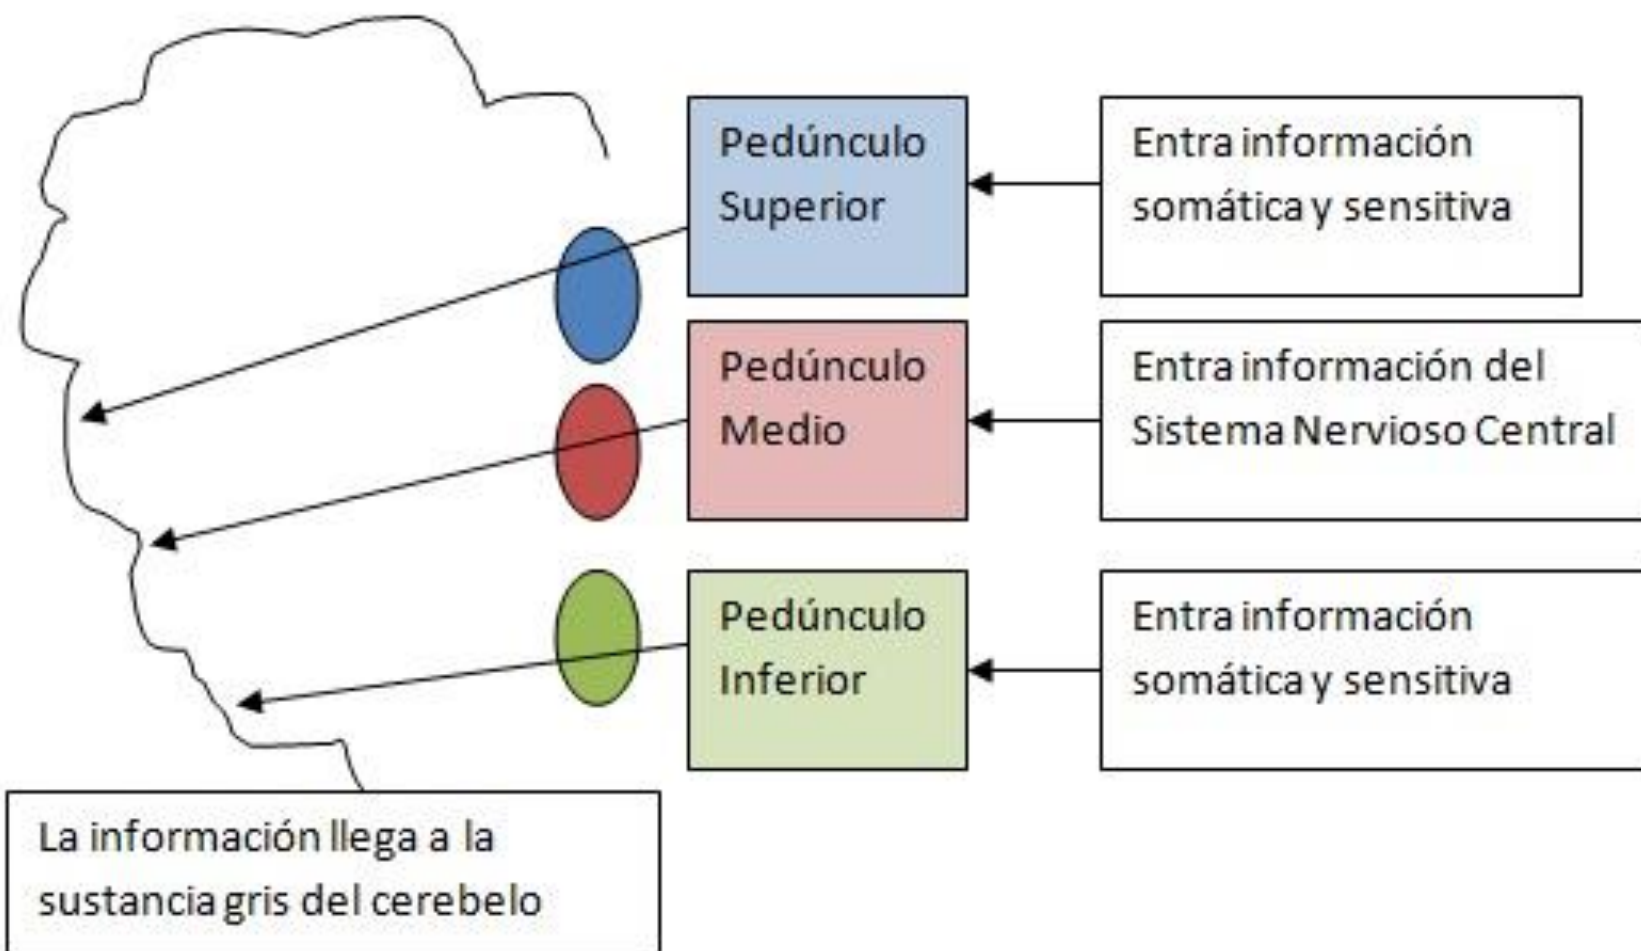 Pedúnculo
Superior
Entra información
somática y sensitiva
Pedúnculo
Medio
Entra información del
Sistema Nervioso Central
Pedúnculo
Inferior
Entra información
somática y sensitiva
La información llega a la
sustancia gris del cerebelo